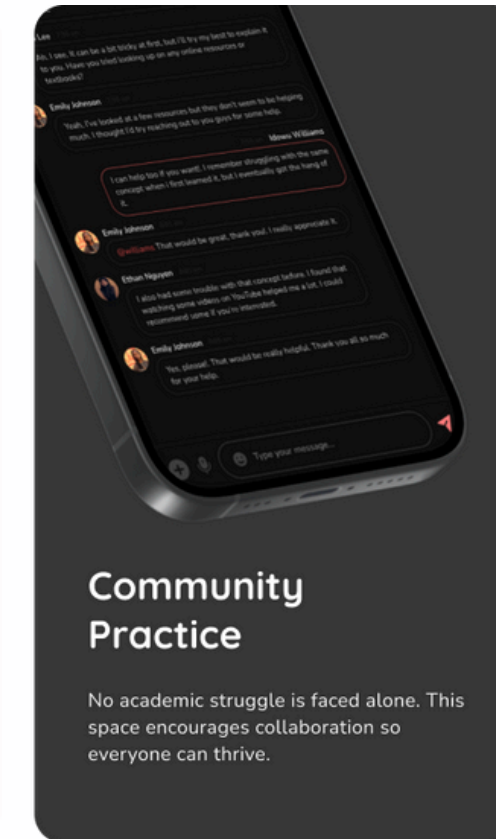 Lee
Ah, I see. It can be a bit tricky at first, but i'll try my best to explain it
to you. Have you tried looking up on any online resources or
textbooks?
Emily Johnson
Yeah, I've looked at a few resources but they don't seem to be helping
much. I thought I'd try reaching out to you guys for some help.
Idowu Williams
I can help too if you want!. I remember struggling with the same
concept when i first learned it, but i eventually got the hang of
it.
Emily Johnson
@williams That would be great, thank you!. I really appreciate it.
Ethan Nguyen
I also had some trouble with that concept before. I found that
watching some videos on YouTube helped me a lot. I could
recommend some if you're interested.
Emily Johnson
Yes, please!. That would be really helpful. Thank you all so much
for your help.
Type your message...
Community
Practice
No academic struggle is faced alone. This
space encourages collaboration so
everyone can thrive.